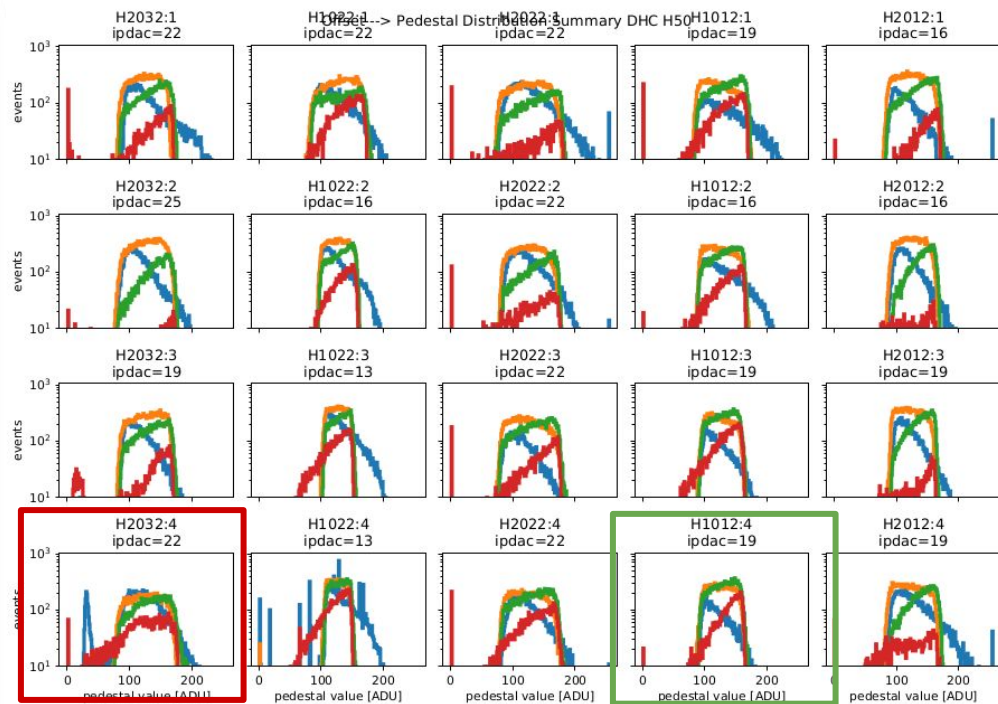 Offset --> Pedestal Distribution Summary DHC H50
H2032:1 H1022:1 H2022:1 H1012:1 H2012:1
ipdac=22 ipdac=22 ipdac=22 ipdac=19 ipdac=16
10³
events
10²
10¹
H2032:2 H1022:2 H2022:2 H1012:2 H2012:2
ipdac=25 ipdac=16 ipdac=22 ipdac=16 ipdac=16
10³
events
10²
10¹
H2032:3 H1022:3 H2022:3 H1012:3 H2012:3
ipdac=19 ipdac=13 ipdac=22 ipdac=19 ipdac=19
10³
events
10²
10¹
H2032:4 H1022:4 H2022:4 H1012:4 H2012:4
ipdac=22 ipdac=13 ipdac=22 ipdac=19 ipdac=19
10³
events
10²
10¹
0 100 200 0 100 200 0 100 200 0 100 200 0 100 200
pedestal value [ADU] pedestal value [ADU] pedestal value [ADU] pedestal value [ADU] pedestal value [ADU]